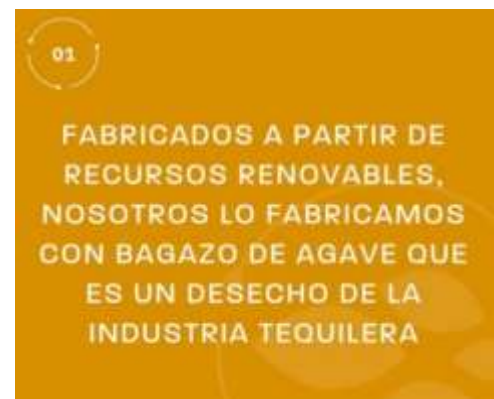 01
FABRICADOS A PARTIR DE
RECURSOS RENOVABLES,
NOSOTROS LO FABRICAMOS
CON BAGAZO DE AGAVE QUE
ES UN DESECHO DE LA
INDUSTRIA TEQUILERA